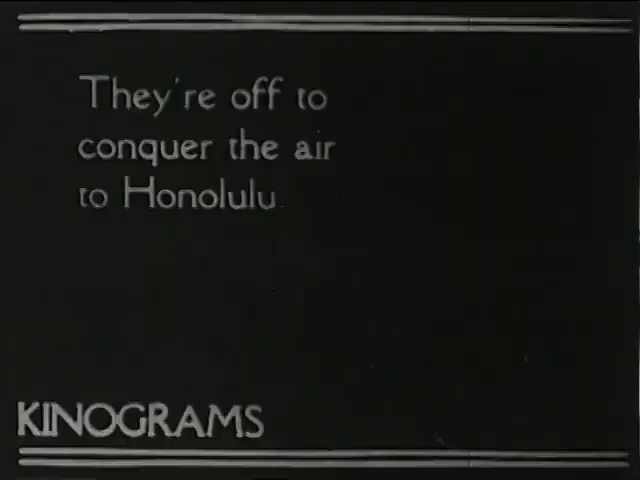 They're off to
conquer the air
to Honolulu.
KINOGRAMS